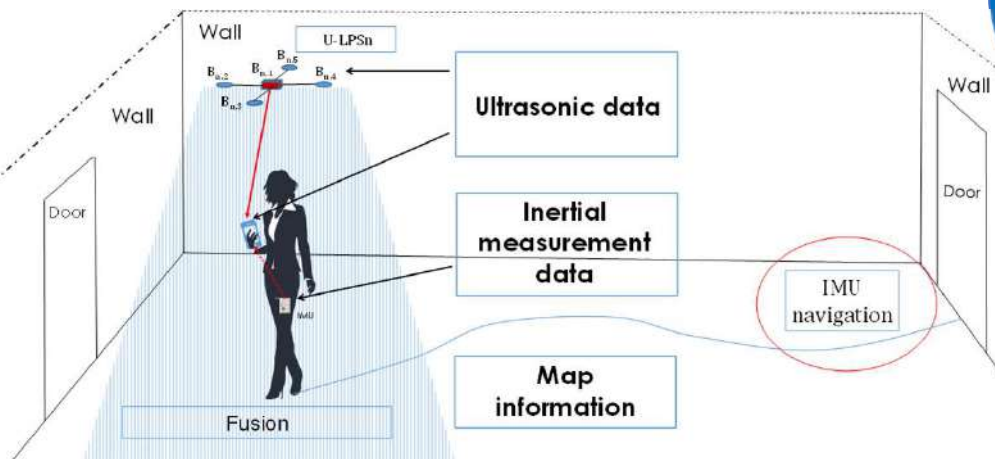 Wall
U-LPSn
Bn,5
Bn,1
Bn,2
Bn,4
Bn,3
Ultrasonic data
Wall
Wall
Door
Door
Inertial
measurement
data
IMU
IMU
navigation
Map
information
Fusion